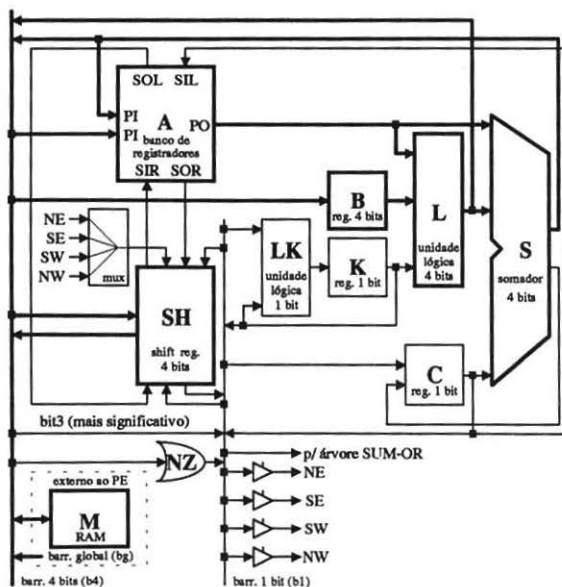 SOL SIL
PI
PI
A
PO
banco de
registradores
SIR SOR
B
reg. 4 bits
L
unidade
lógica
4 bits
S
somador
4 bits
NE
SE
SW
NW
mux
LK
unidade
lógica
1 bit
K
reg. 1 bit
SH
shift reg.
4 bits
C
reg. 1 bit
bit3 (mais significativo)
NZ
p/ árvore SUM-OR
NE
SE
SW
NW
externo ao PE
M
RAM
barr. global (bg)
barr. 4 bits (b4)
barr. 1 bit (b1)